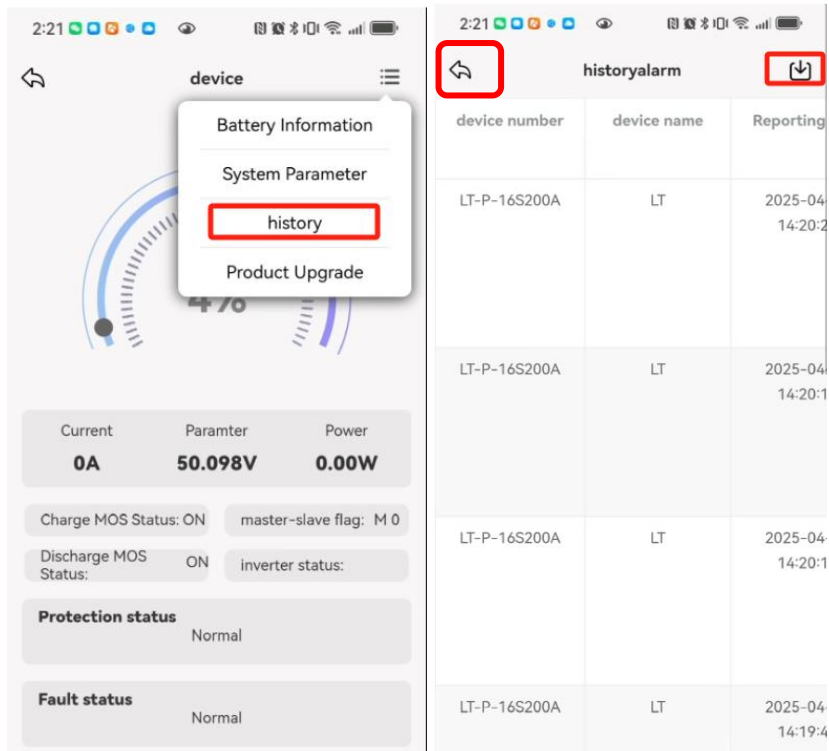 2:21
device
Battery Information
System Parameter
history
Product Upgrade
4%
Current Paramter Power
0A 50.098V 0.00W
Charge MOS Status: ON master-slave flag: M 0
Discharge MOS Status: ON inverter status:
Protection status
Normal
Fault status
Normal
2:21
historyalarm
device number device name Reporting
LT-P-16S200A LT 2025-04-
14:20:2
LT-P-16S200A LT 2025-04-
14:20:1
LT-P-16S200A LT 2025-04-
14:20:1
LT-P-16S200A LT 2025-04-
14:19:4